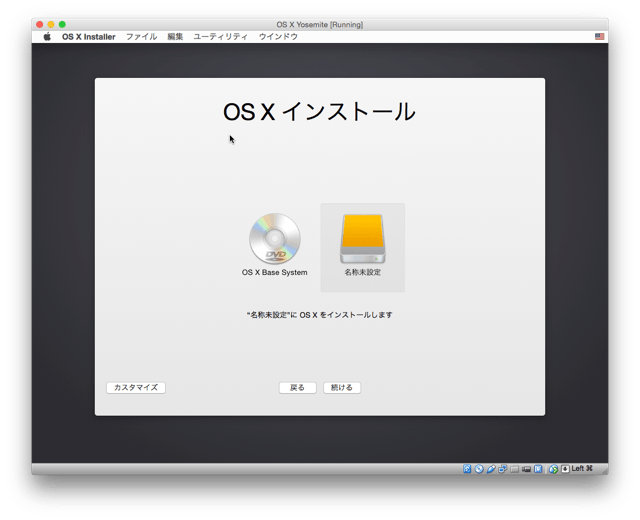 OS X Yosemite [Running]
OS X Installer ファイル 編集 ユーティリティ ウインドウ
OS X インストール
DVD
OS X Base System 名称未設定
“名称未設定”に OS X をインストールします
カスタマイズ 戻る 続ける
Left ⌘